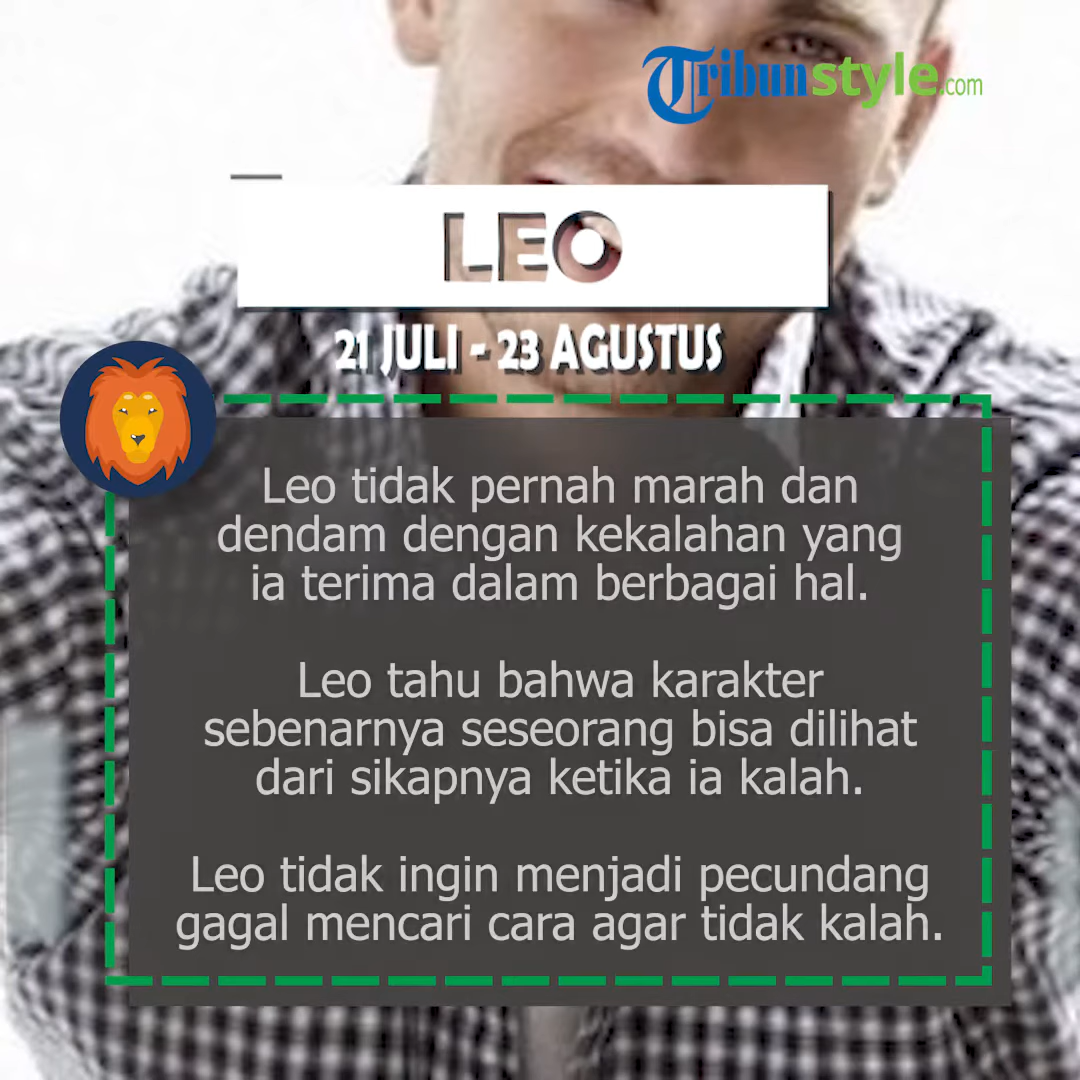 Tribunstyle.com
LEO
21 JULI - 23 AGUSTUS
Leo tidak pernah marah dan
dendam dengan kekalahan yang
ia terima dalam berbagai hal.
Leo tahu bahwa karakter
sebenarnya seseorang bisa dilihat
dari sikapnya ketika ia kalah.
Leo tidak ingin menjadi pecundang
gagal mencari cara agar tidak kalah.